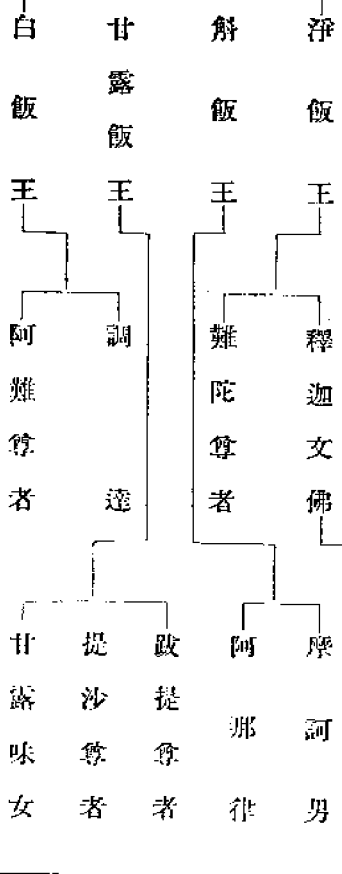 淨飯王
斛飯王
甘露飯王
白飯王
釋迦文佛
難陀尊者
調達
阿難尊者
摩訶男
阿那律
跋提尊者
提沙尊者
甘露味女